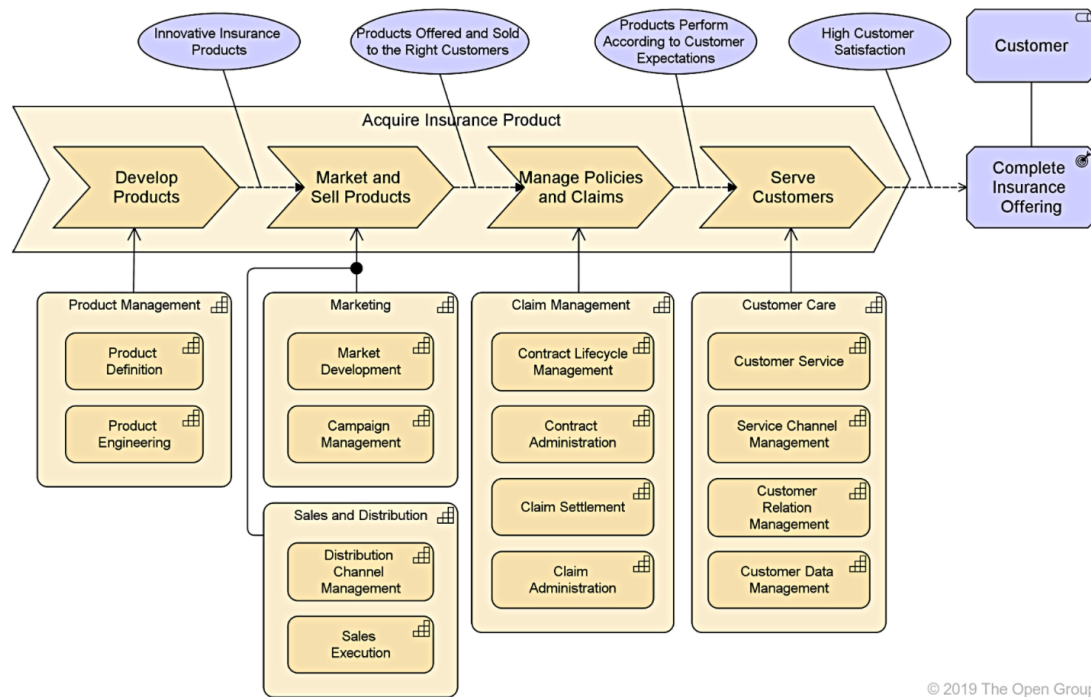 Innovative Insurance
Products
Products Offered and Sold
to the Right Customers
Products Perform
According to Customer
Expectations
High Customer
Satisfaction
Customer
Acquire Insurance Product
Develop
Products
Market and
Sell Products
Manage Policies
and Claims
Serve
Customers
Complete
Insurance
Offering
Product Management
Product
Definition
Product
Engineering
Marketing
Market
Development
Campaign
Management
Sales and Distribution
Distribution
Channel
Management
Sales
Execution
Claim Management
Contract Lifecycle
Management
Contract
Administration
Claim Settlement
Claim
Administration
Customer Care
Customer Service
Service Channel
Management
Customer
Relation
Management
Customer Data
Management
© 2019 The Open Group